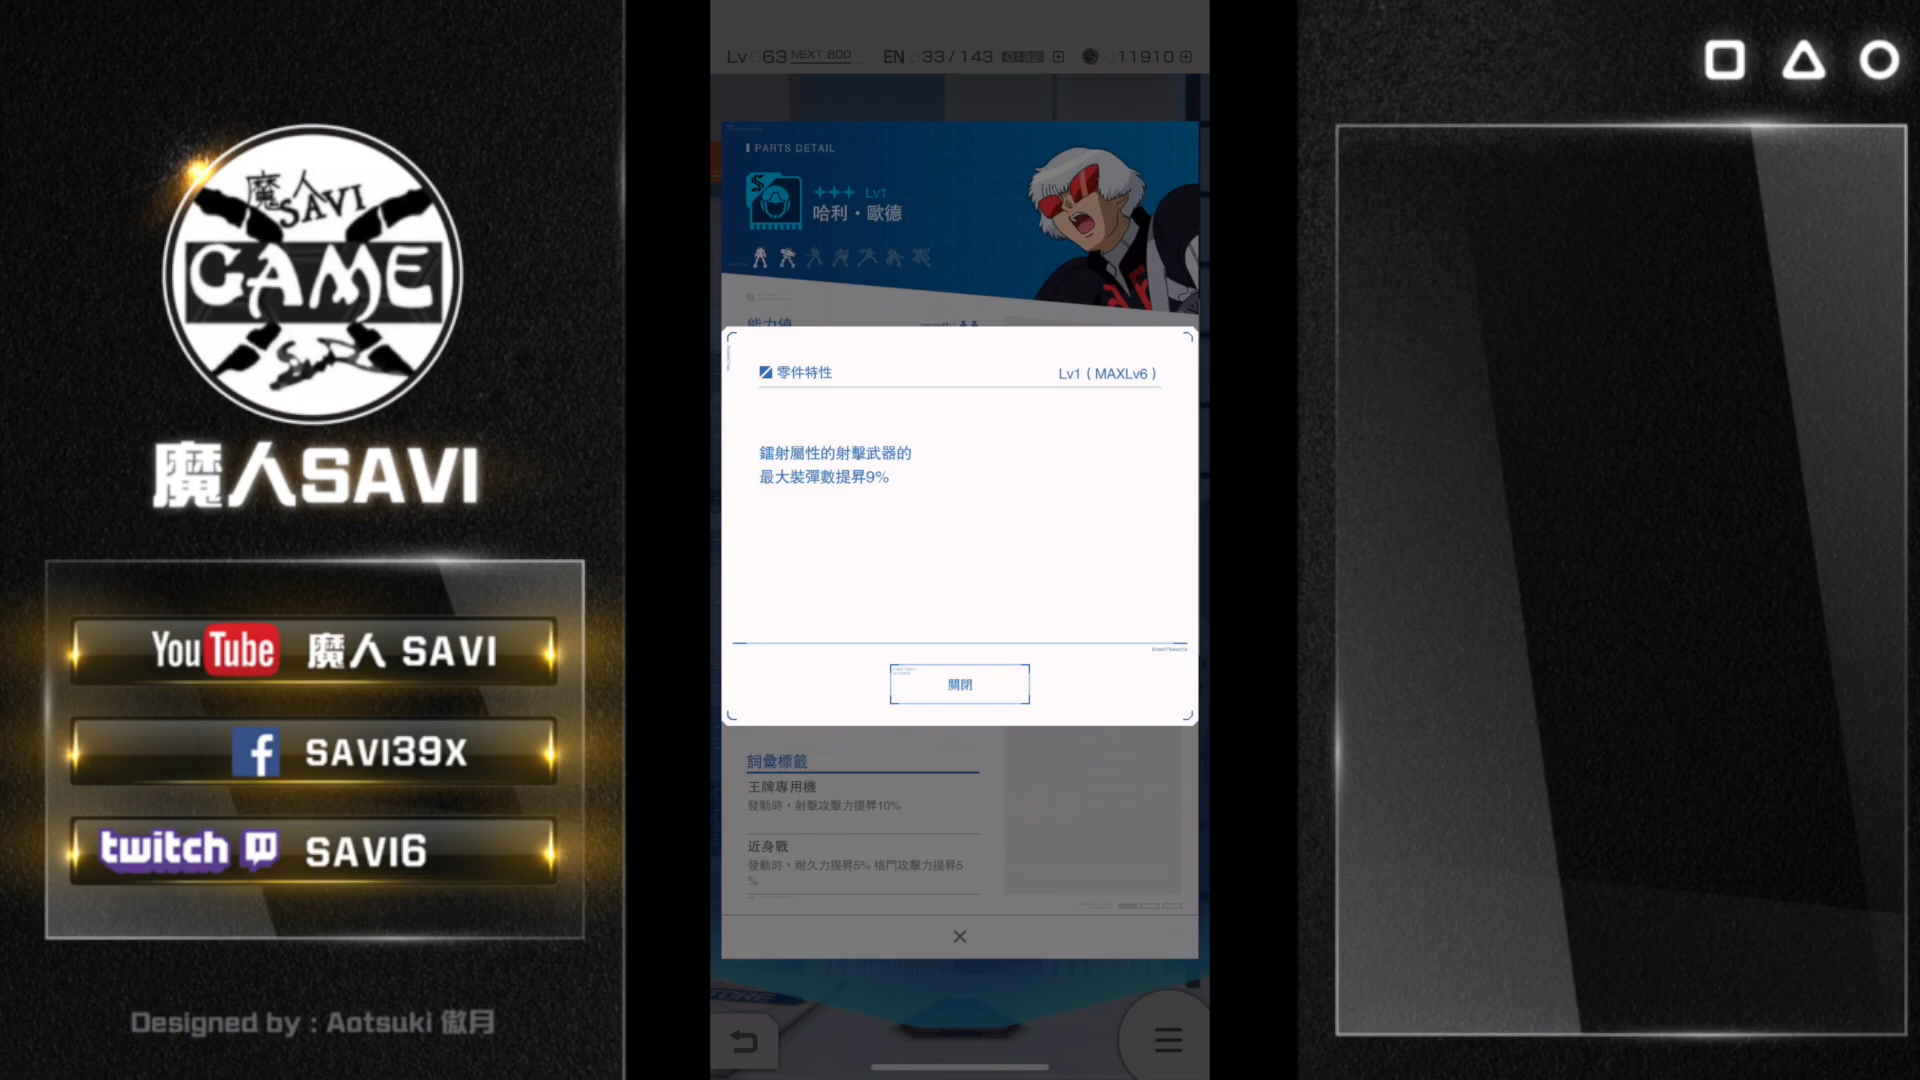 魔人
SAVI
GAME
魔人SAVI
YouTube 魔人 SAVI
f SAVI39X
twitch SAVI6
Designed by : Aotsuki 傲月
Lv 63 NEXT 800 EN 33 / 143 0:32 11910
PARTS DETAIL
S
Lv1
哈利・歐德
能力值
零件特性 Lv1 ( MAXLv6 )
鐳射屬性的射擊武器的
最大裝彈數提昇9%
關閉
詞彙標籤
王牌專用機
發動時，射擊攻擊力提昇10%
近身戰
發動時，耐久力提昇5% 格鬥攻擊力提昇5
%